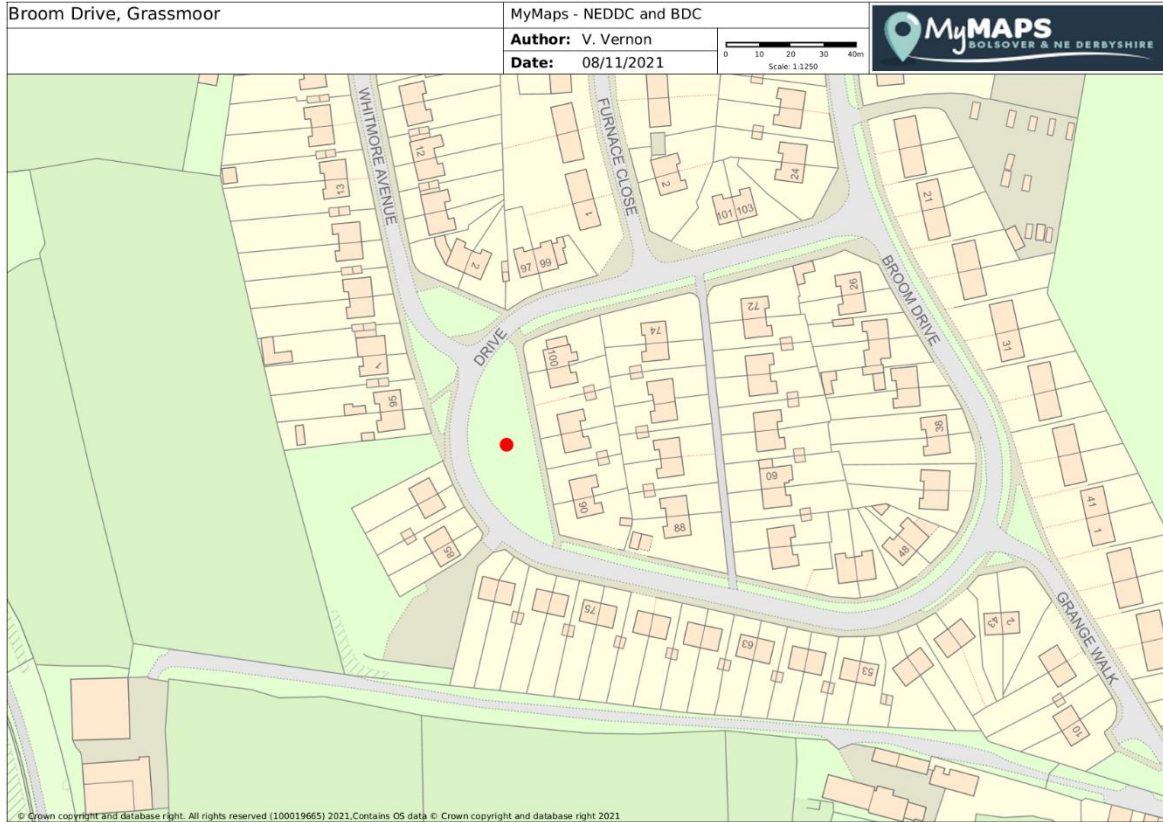 Broom Drive, Grassmoor
MyMaps - NEDDC and BDC
Author: V. Vernon
Date: 08/11/2021
0 10 20 30 40m
Scale: 1:1250
MyMAPS
BOLSOVER & NE DERBYSHIRE
WHITMORE AVENUE
FURNACE CLOSE
12
13
2
1
24
101 103
21
2
97 99
BROOM DRIVE
26
72
74
31
DRIVE
100
1
95
38
60
90
88
41
1
85
48
75
63
53
43
2
GRANGE WALK
10
© Crown copyright and database right. All rights reserved (100019665) 2021,Contains OS data © Crown copyright and database right 2021